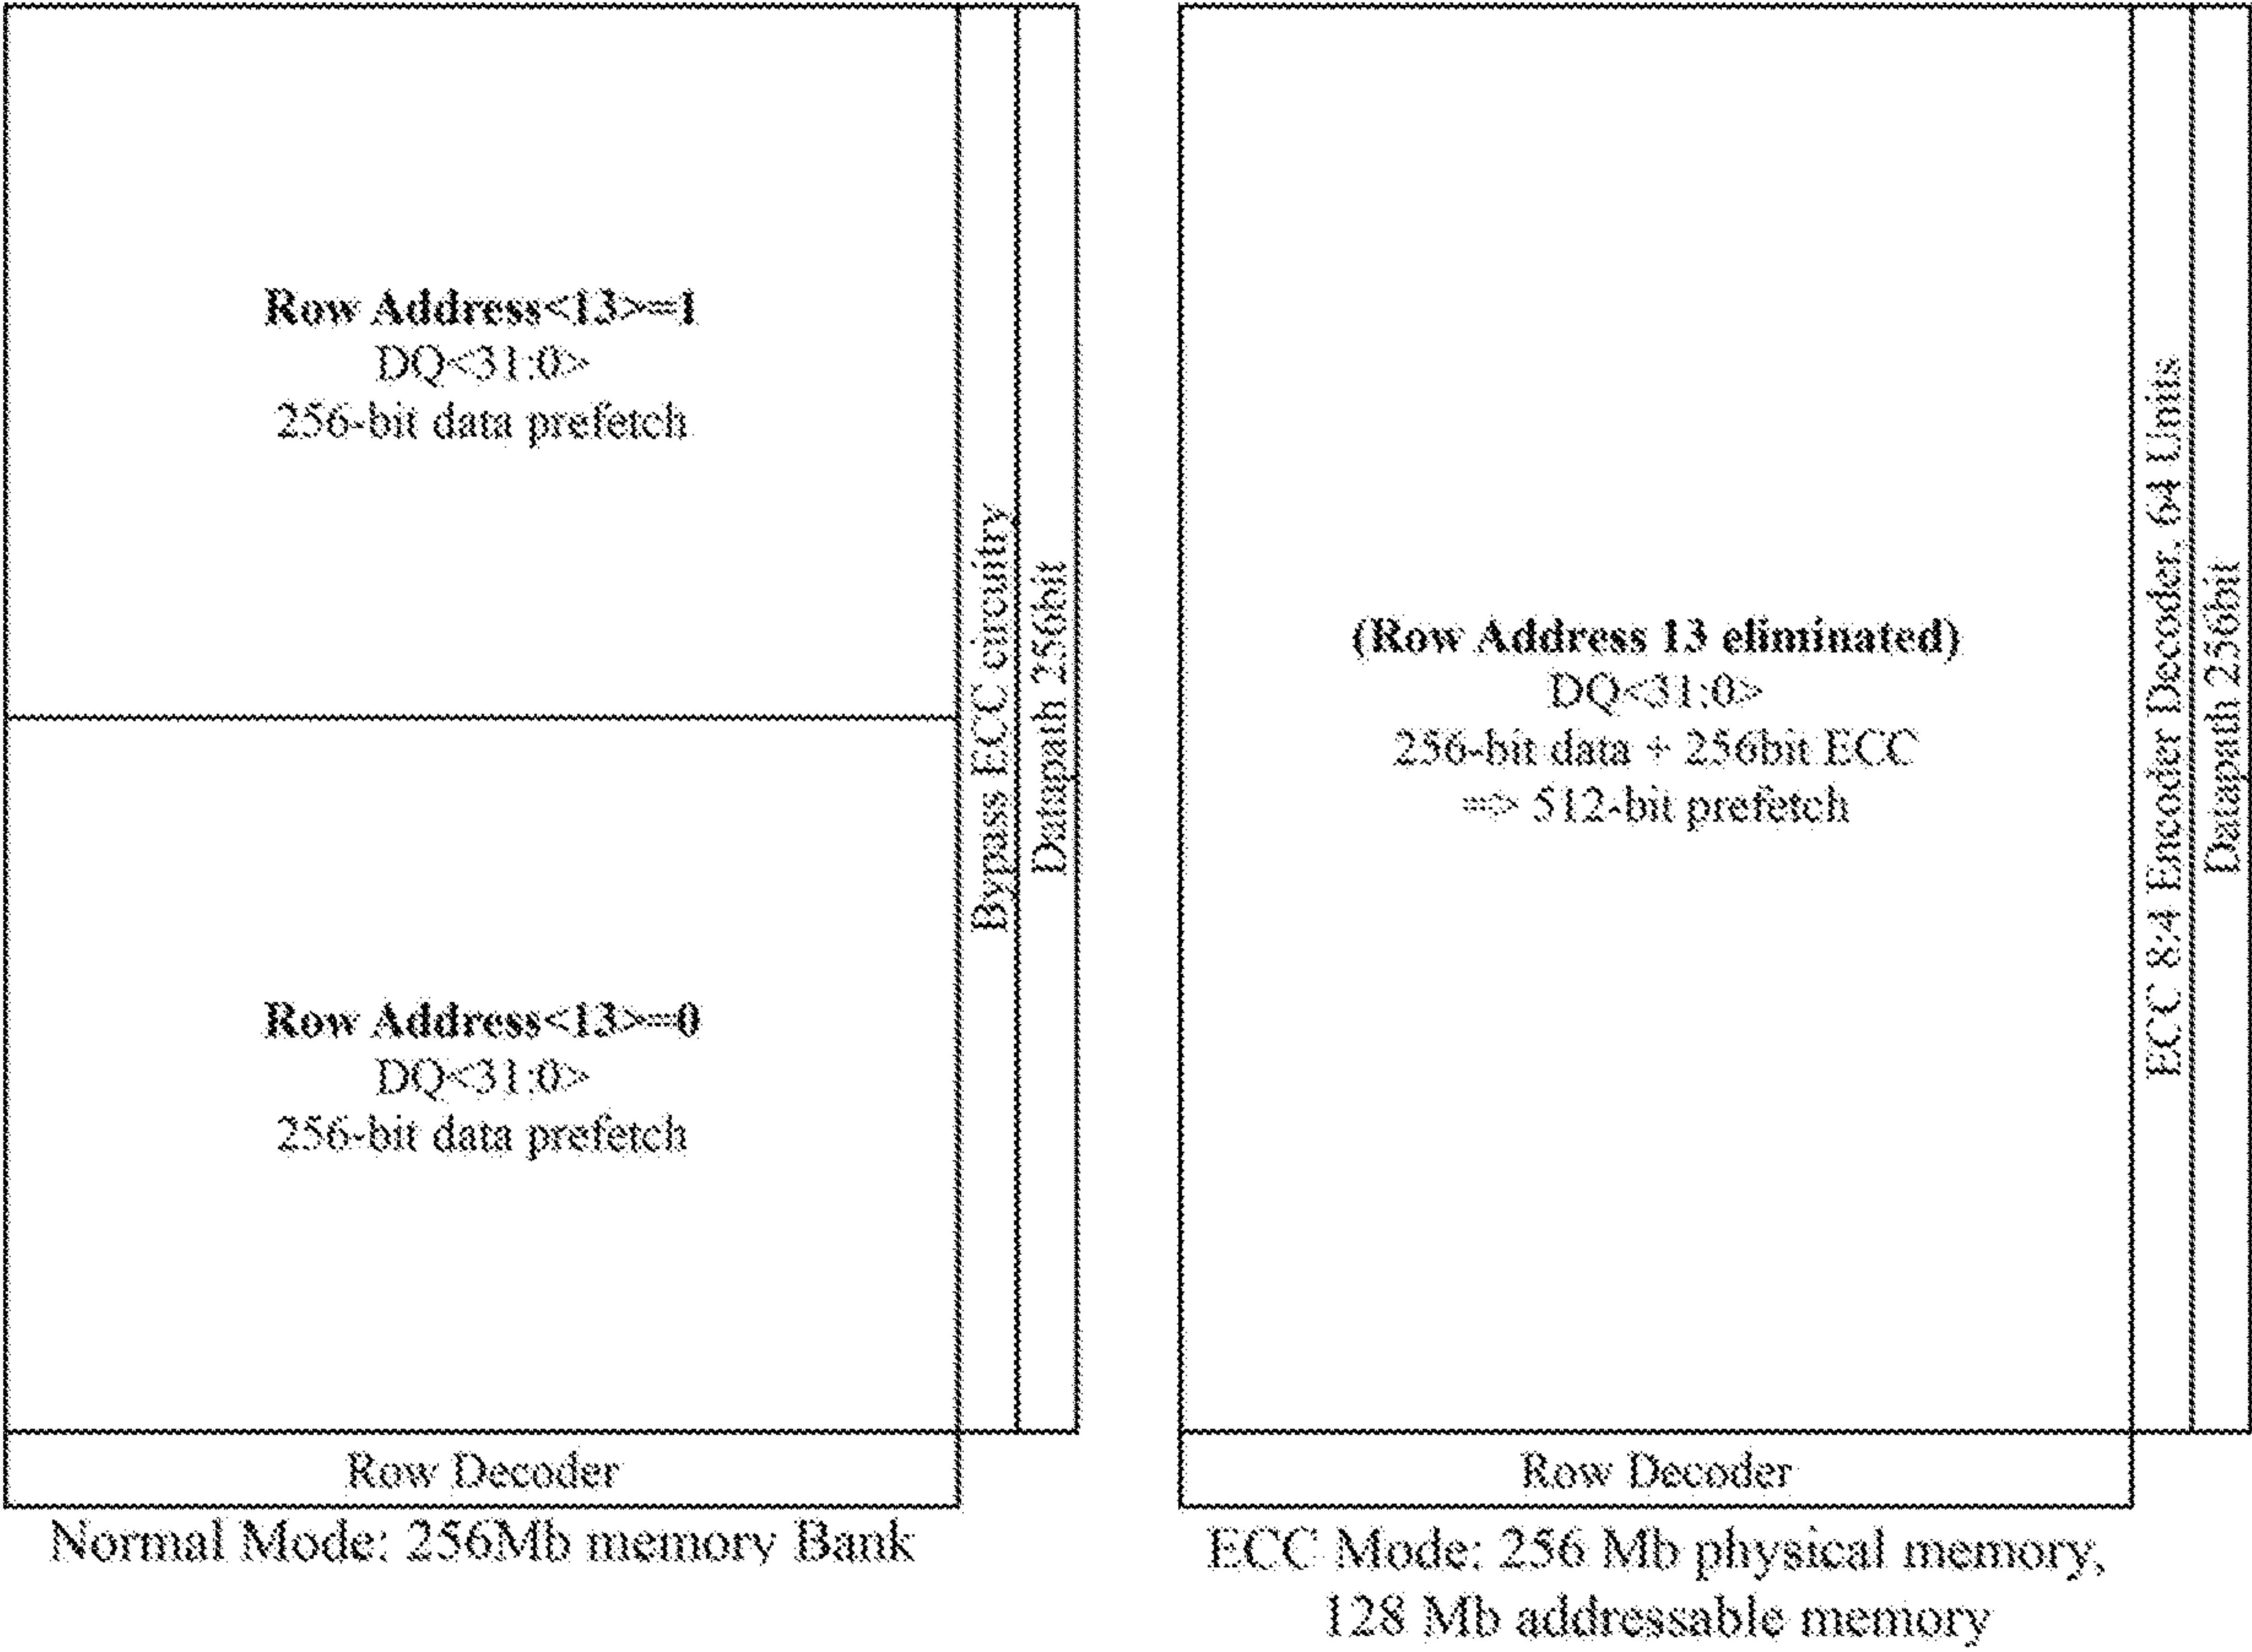 Row Address<13>=1
DQ<31:0>
256-bit data prefetch
Row Address<13>=0
DQ<31:0>
256-bit data prefetch
Bypass ECC circuitry
Datapath 256bit
Row Decoder
Normal Mode: 256Mb memory Bank
(Row Address 13 eliminated)
DQ<31:0>
256-bit data + 256bit ECC
=> 512-bit prefetch
ECC 8:4 Encoder Decoder, 64 Units
Datapath 256bit
Row Decoder
ECC Mode: 256 Mb physical memory,
128 Mb addressable memory